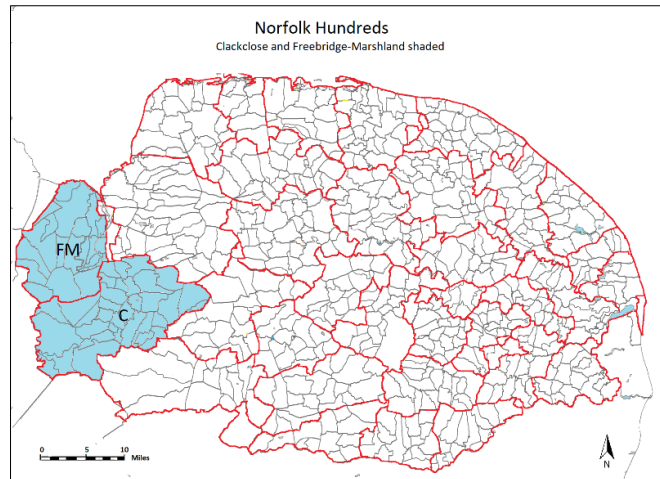 Norfolk Hundreds
Clackclose and Freebridge-Marshland shaded
FM
C
0 5 10
Miles
N